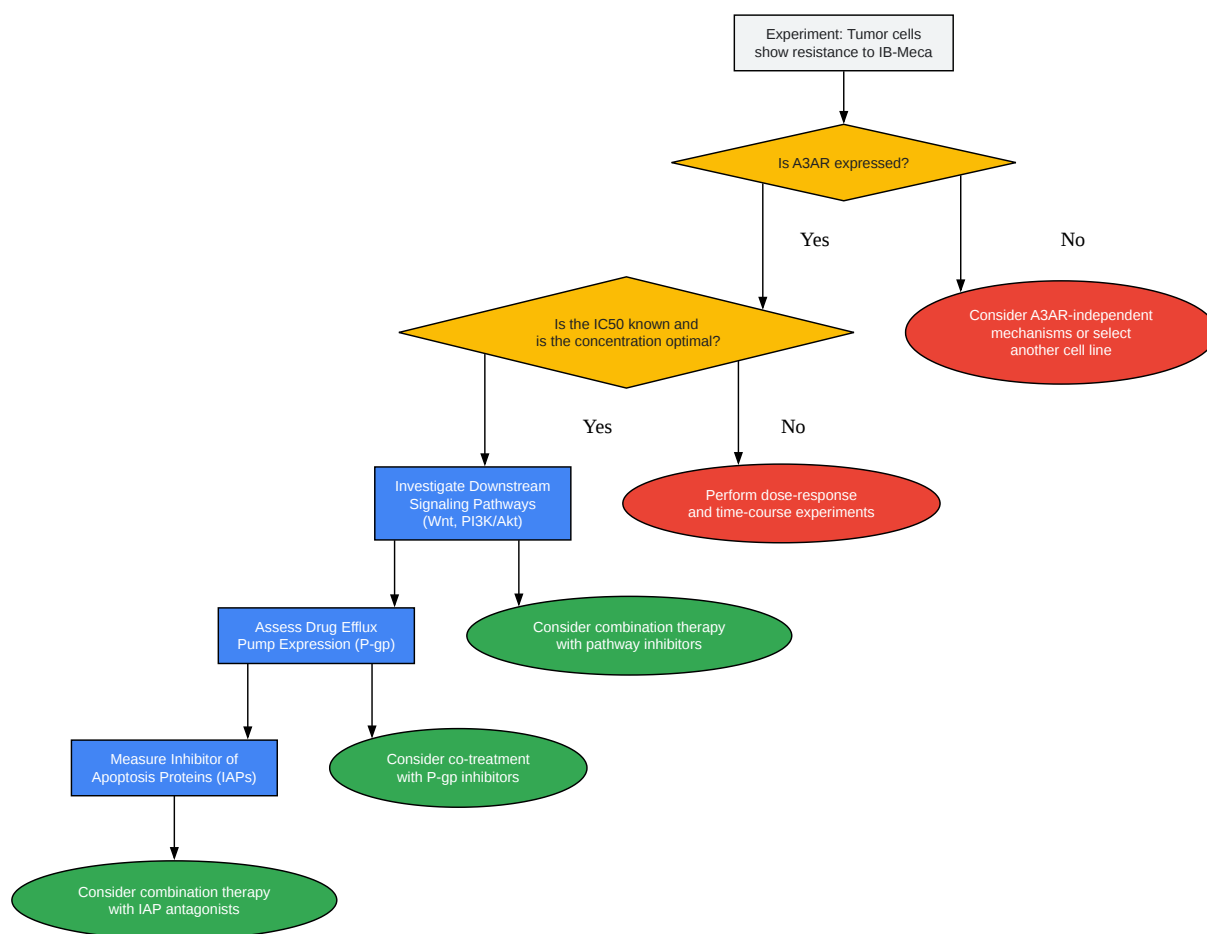 Experiment: Tumor cells
show resistance to IB-Meca
Is A3AR expressed?
Yes
No
Is the IC50 known and
is the concentration optimal?
Consider A3AR-independent
mechanisms or select
another cell line
Yes
No
Investigate Downstream
Signaling Pathways
(Wnt, PI3K/Akt)
Perform dose-response
and time-course experiments
Assess Drug Efflux
Pump Expression (P-gp)
Consider combination therapy
with pathway inhibitors
Measure Inhibitor of
Apoptosis Proteins (IAPs)
Consider co-treatment
with P-gp inhibitors
Consider combination therapy
with IAP antagonists